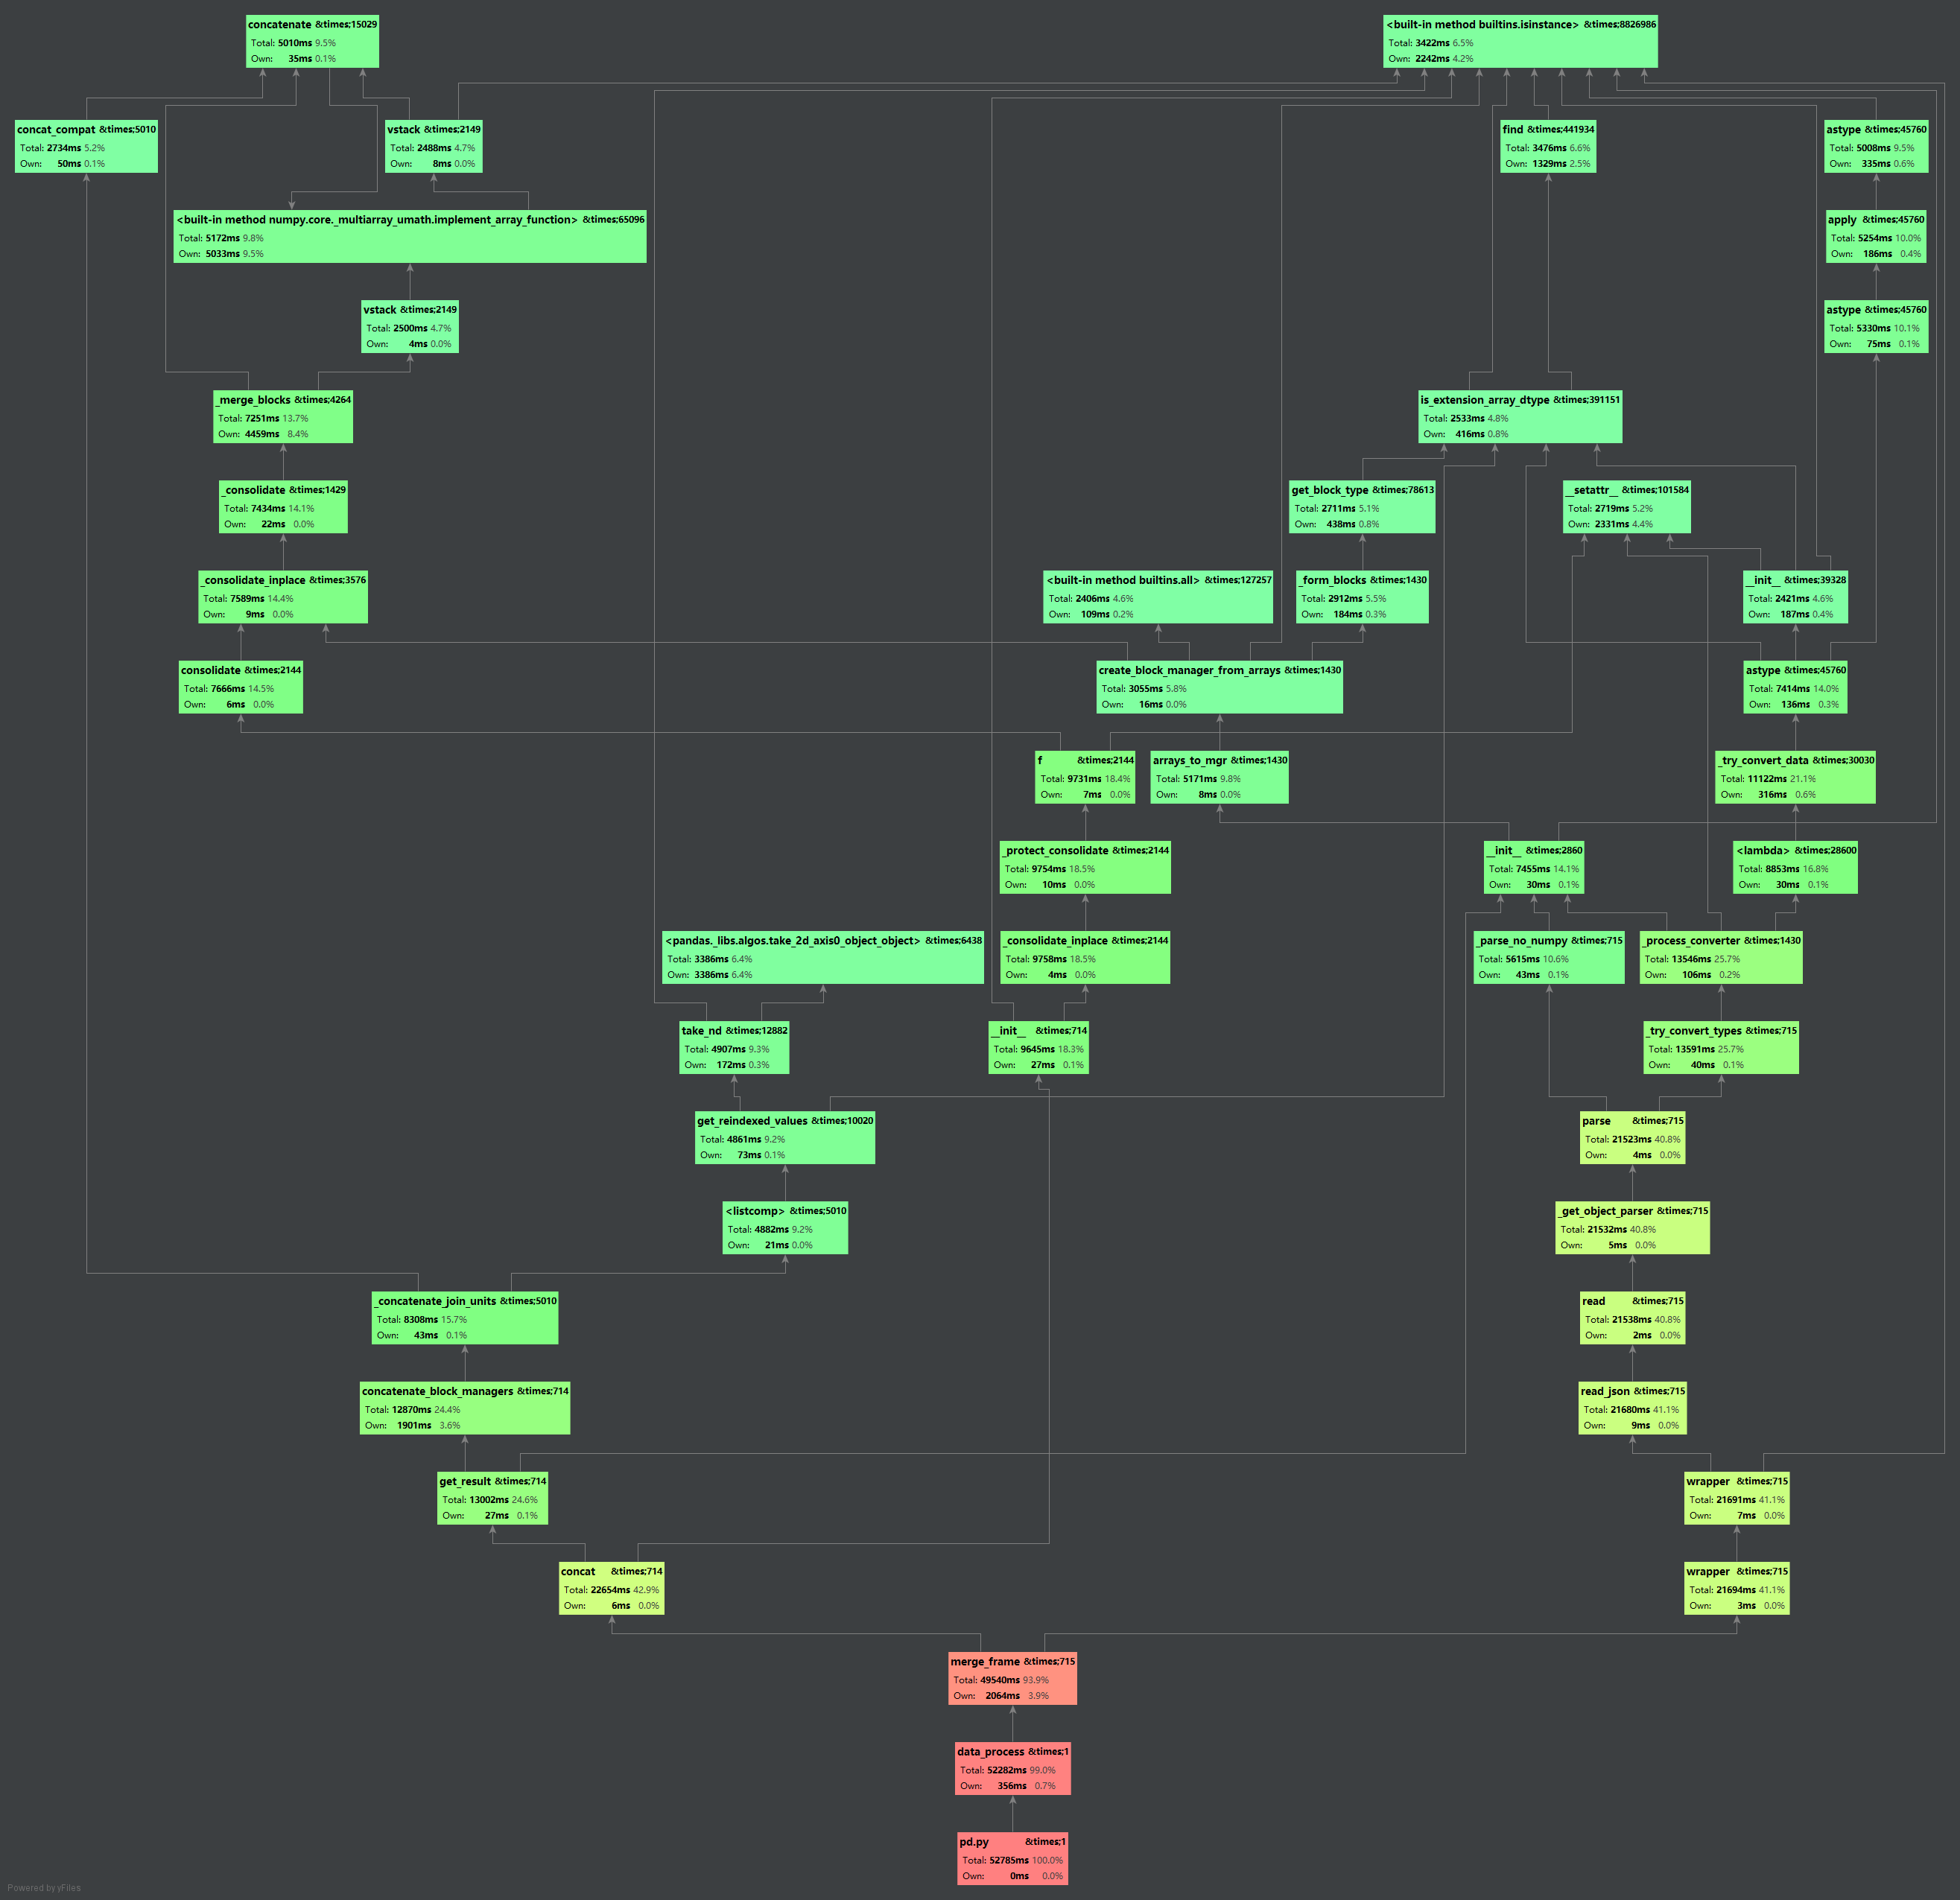 concatenate &times;15029
Total: 5010ms 9.5%
Own: 35ms 0.1%
<built-in method builtins.isinstance> &times;8826986
Total: 3422ms 6.5%
Own: 2242ms 4.2%
concat_compat &times;5010
Total: 2734ms 5.2%
Own: 50ms 0.1%
vstack &times;2149
Total: 2488ms 4.7%
Own: 8ms 0.0%
find &times;441934
Total: 3476ms 6.6%
Own: 1329ms 2.5%
astype &times;45760
Total: 5008ms 9.5%
Own: 335ms 0.6%
<built-in method numpy.core._multiarray_umath.implement_array_function> &times;65096
Total: 5172ms 9.8%
Own: 5033ms 9.5%
apply &times;45760
Total: 5254ms 10.0%
Own: 186ms 0.4%
vstack &times;2149
Total: 2500ms 4.7%
Own: 4ms 0.0%
astype &times;45760
Total: 5330ms 10.1%
Own: 75ms 0.1%
_merge_blocks &times;4264
Total: 7251ms 13.7%
Own: 4459ms 8.4%
is_extension_array_dtype &times;391151
Total: 2533ms 4.8%
Own: 416ms 0.8%
_consolidate &times;1429
Total: 7434ms 14.1%
Own: 22ms 0.0%
get_block_type &times;78613
Total: 2711ms 5.1%
Own: 438ms 0.8%
__setattr__ &times;101584
Total: 2719ms 5.2%
Own: 2331ms 4.4%
_consolidate_inplace &times;3576
Total: 7589ms 14.4%
Own: 9ms 0.0%
<built-in method builtins.all> &times;127257
Total: 2406ms 4.6%
Own: 109ms 0.2%
_form_blocks &times;1430
Total: 2912ms 5.5%
Own: 184ms 0.3%
__init__ &times;39328
Total: 2421ms 4.6%
Own: 187ms 0.4%
consolidate &times;2144
Total: 7666ms 14.5%
Own: 6ms 0.0%
create_block_manager_from_arrays &times;1430
Total: 3055ms 5.8%
Own: 16ms 0.0%
astype &times;45760
Total: 7414ms 14.0%
Own: 136ms 0.3%
f &times;2144
Total: 9731ms 18.4%
Own: 7ms 0.0%
arrays_to_mgr &times;1430
Total: 5171ms 9.8%
Own: 8ms 0.0%
_try_convert_data &times;30030
Total: 11122ms 21.1%
Own: 316ms 0.6%
_protect_consolidate &times;2144
Total: 9754ms 18.5%
Own: 10ms 0.0%
__init__ &times;2860
Total: 7455ms 14.1%
Own: 30ms 0.1%
<lambda> &times;28600
Total: 8853ms 16.8%
Own: 30ms 0.1%
<pandas._libs.algos.take_2d_axis0_object_object> &times;6438
Total: 3386ms 6.4%
Own: 3386ms 6.4%
_consolidate_inplace &times;2144
Total: 9758ms 18.5%
Own: 4ms 0.0%
_parse_no_numpy &times;715
Total: 5615ms 10.6%
Own: 43ms 0.1%
_process_converter &times;1430
Total: 13546ms 25.7%
Own: 106ms 0.2%
take_nd &times;12882
Total: 4907ms 9.3%
Own: 172ms 0.3%
__init__ &times;714
Total: 9645ms 18.3%
Own: 27ms 0.1%
_try_convert_types &times;715
Total: 13591ms 25.7%
Own: 40ms 0.1%
get_reindexed_values &times;10020
Total: 4861ms 9.2%
Own: 73ms 0.1%
parse &times;715
Total: 21523ms 40.8%
Own: 4ms 0.0%
<listcomp> &times;5010
Total: 4882ms 9.2%
Own: 21ms 0.0%
_get_object_parser &times;715
Total: 21532ms 40.8%
Own: 5ms 0.0%
_concatenate_join_units &times;5010
Total: 8308ms 15.7%
Own: 43ms 0.1%
read &times;715
Total: 21538ms 40.8%
Own: 2ms 0.0%
concatenate_block_managers &times;714
Total: 12870ms 24.4%
Own: 1901ms 3.6%
read_json &times;715
Total: 21680ms 41.1%
Own: 9ms 0.0%
get_result &times;714
Total: 13002ms 24.6%
Own: 27ms 0.1%
wrapper &times;715
Total: 21691ms 41.1%
Own: 7ms 0.0%
concat &times;714
Total: 22654ms 42.9%
Own: 6ms 0.0%
wrapper &times;715
Total: 21694ms 41.1%
Own: 3ms 0.0%
merge_frame &times;715
Total: 49540ms 93.9%
Own: 2064ms 3.9%
data_process &times;1
Total: 52282ms 99.0%
Own: 356ms 0.7%
pd.py &times;1
Total: 52785ms 100.0%
Own: 0ms 0.0%
Powered by yFiles